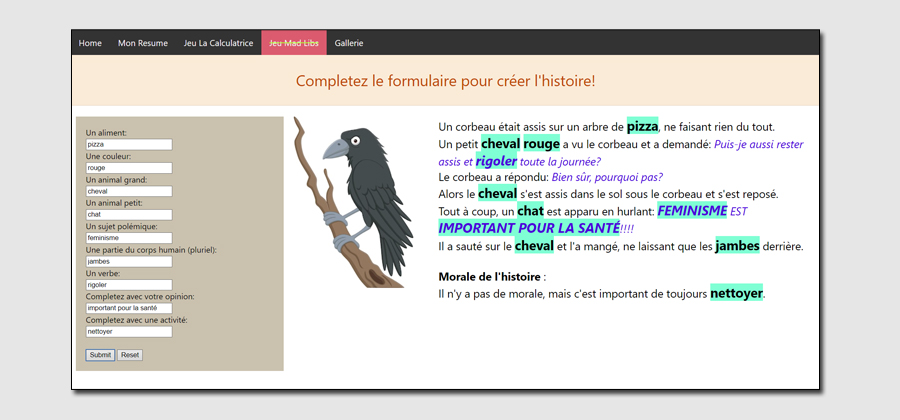 Home Mon Resume Jeu La Calculatrice Jeu Mad Libs Gallerie
Completez le formulaire pour créer l'histoire!
Un aliment:
pizza
Une couleur:
rouge
Un animal grand:
cheval
Un animal petit:
chat
Un sujet polémique:
feminisme
Une partie du corps humain (pluriel):
jambes
Un verbe:
rigoler
Completez avec votre opinion:
important pour la santé
Completez avec une activité:
nettoyer
Submit Reset
Un corbeau était assis sur un arbre de pizza, ne faisant rien du tout.
Un petit cheval rouge a vu le corbeau et a demandé: Puis-je aussi rester
assis et rigoler toute la journée?
Le corbeau a répondu: Bien sûr, pourquoi pas?
Alors le cheval s'est assis dans le sol sous le corbeau et s'est reposé.
Tout à coup, un chat est apparu en hurlant: FEMINISME EST
IMPORTANT POUR LA SANTÉ!!!!
Il a sauté sur le cheval et l'a mangé, ne laissant que les jambes derrière.
Morale de l'histoire :
Il n'y a pas de morale, mais c'est important de toujours nettoyer.